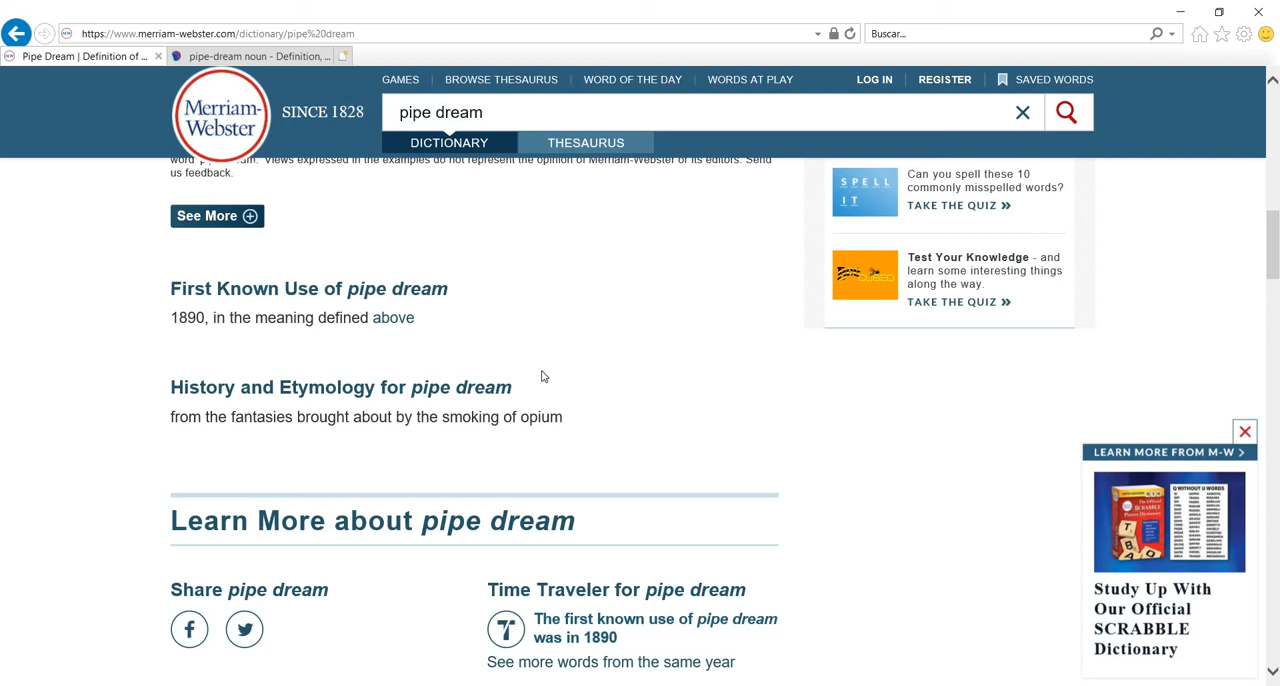 https://www.merriam-webster.com/dictionary/pipe%20dream
Buscar...
Pipe Dream | Definition of ...
pipe-dream noun - Definition, ...
GAMES
BROWSE THESAURUS
WORD OF THE DAY
WORDS AT PLAY
LOG IN
REGISTER
SAVED WORDS
Merriam-
Webster
SINCE 1828
pipe dream
DICTIONARY
THESAURUS
Views expressed in the examples do not represent the opinion of Merriam-Webster or its editors. Send
us feedback.
See More
First Known Use of pipe dream
1890, in the meaning defined above
History and Etymology for pipe dream
from the fantasies brought about by the smoking of opium
Learn More about pipe dream
Share pipe dream
Time Traveler for pipe dream
The first known use of pipe dream
was in 1890
See more words from the same year
SPELL
IT
Can you spell these 10
commonly misspelled words?
TAKE THE QUIZ
Test Your Knowledge - and
learn some interesting things
along the way.
TAKE THE QUIZ
LEARN MORE FROM M-W
Q WITHOUT U WORDS
SCRABBLE
Study Up With
Our Official
SCRABBLE
Dictionary